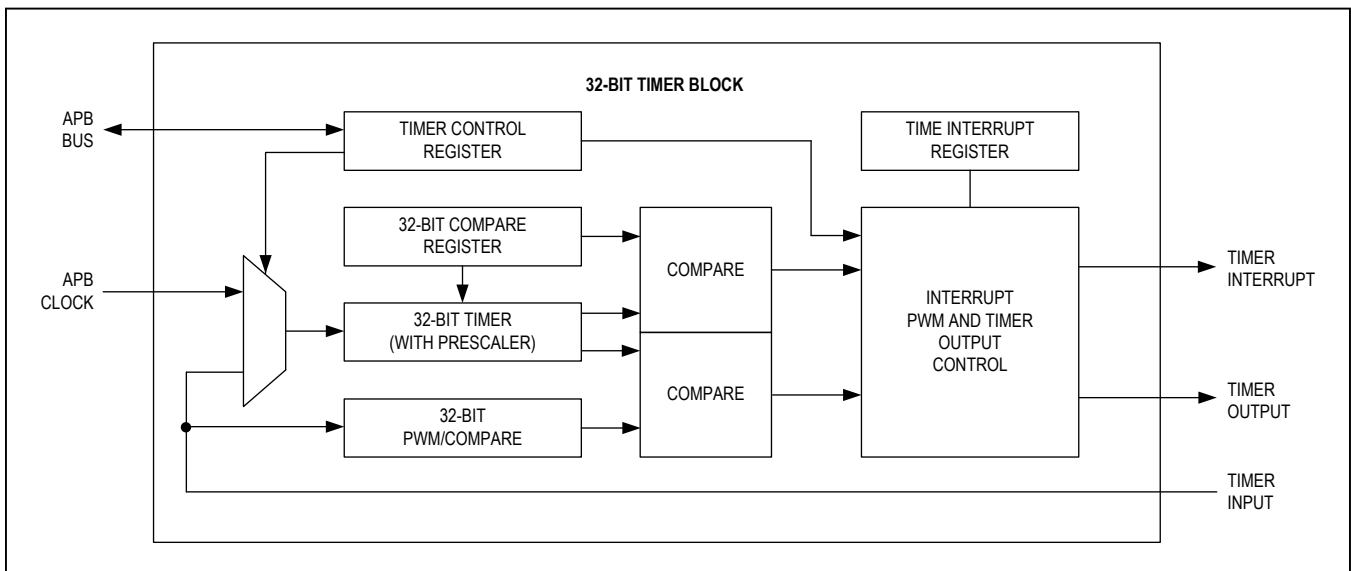 32-BIT TIMER BLOCK
APB
BUS
TIMER CONTROL
REGISTER
TIME INTERRUPT
REGISTER
32-BIT COMPARE
REGISTER
COMPARE
APB
CLOCK
32-BIT TIMER
(WITH PRESCALER)
INTERRUPT
PWM AND TIMER
OUTPUT
CONTROL
TIMER
INTERRUPT
32-BIT
PWM/COMPARE
COMPARE
TIMER
OUTPUT
TIMER
INPUT